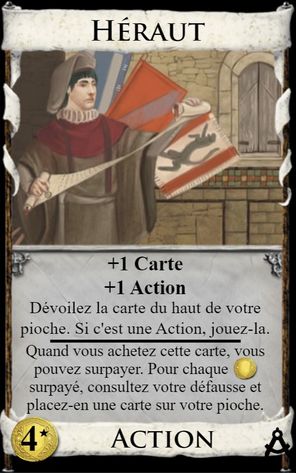 HÉRAUT
+1 Carte
+1 Action
Dévoilez la carte du haut de votre
pioche. Si c'est une Action, jouez-la.
Quand vous achetez cette carte, vous
pouvez surpayer. Pour chaque
surpayé, consultez votre défausse et
placez-en une carte sur votre pioche.
4* ACTION